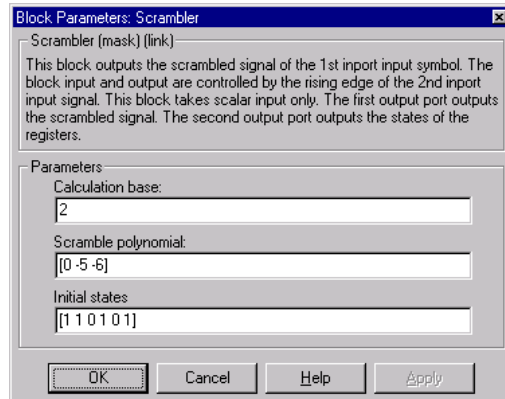 Block Parameters: Scrambler
Scrambler (mask) (link)
This block outputs the scrambled signal of the 1st inport input symbol. The
block input and output are controlled by the rising edge of the 2nd inport
input signal. This block takes scalar input only. The first output port outputs
the scrambled signal. The second output port outputs the states of the
registers.
Parameters
Calculation base:
2
Scramble polynomial:
[0 -5 -6]
Initial states
[1 1 0 1 0 1]
OK Cancel Help Apply